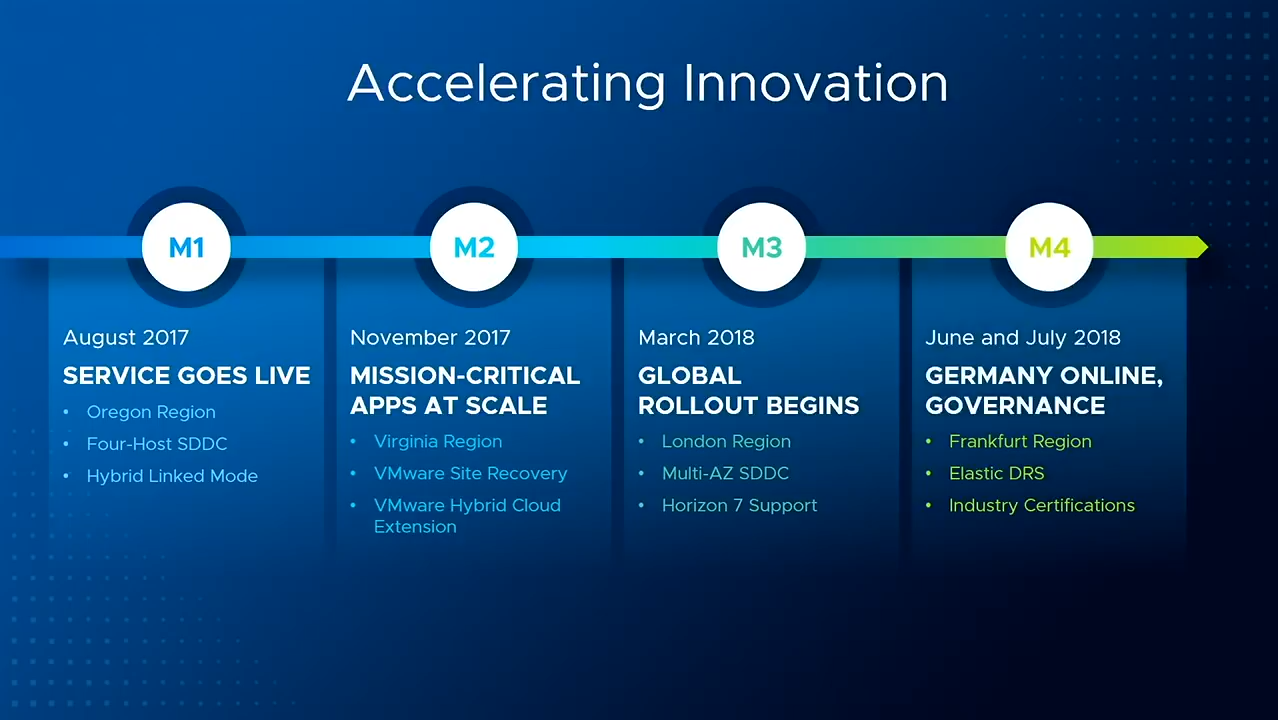 Accelerating Innovation
M1
M2
M3
M4
August 2017
SERVICE GOES LIVE
• Oregon Region
• Four-Host SDDC
• Hybrid Linked Mode
November 2017
MISSION-CRITICAL
APPS AT SCALE
• Virginia Region
• VMware Site Recovery
• VMware Hybrid Cloud
Extension
March 2018
GLOBAL
ROLLOUT BEGINS
• London Region
• Multi-AZ SDDC
• Horizon 7 Support
June and July 2018
GERMANY ONLINE,
GOVERNANCE
• Frankfurt Region
• Elastic DRS
• Industry Certifications